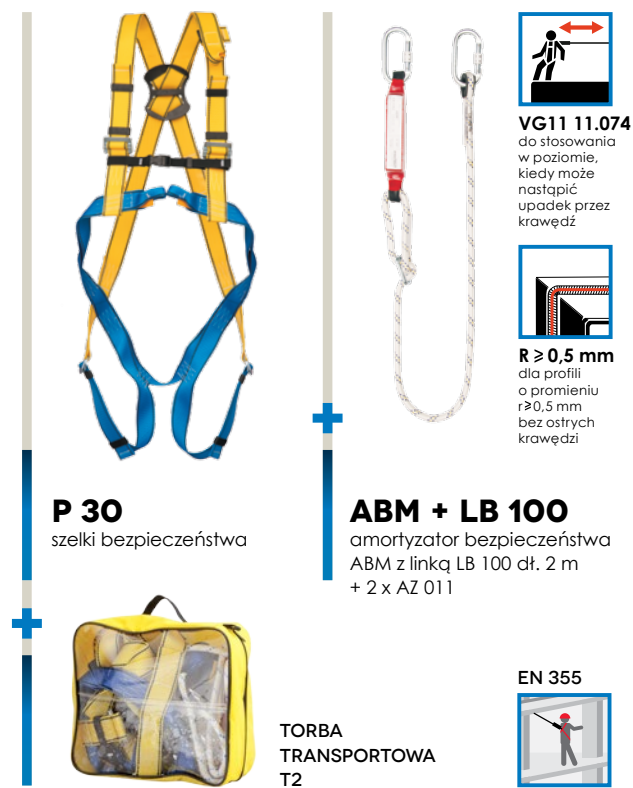 VG11 11.074
do stosowania
w poziomie,
kiedy może
nastąpić
upadek przez
krawędź
R ≥ 0,5 mm
dla profili
o promieniu
r≥0,5 mm
bez ostrych
krawędzi
P 30
szelki bezpieczeństwa
ABM + LB 100
amortyzator bezpieczeństwa
ABM z linką LB 100 dł. 2 m
+ 2 x AZ 011
EN 355
TORBA
TRANSPORTOWA
T2